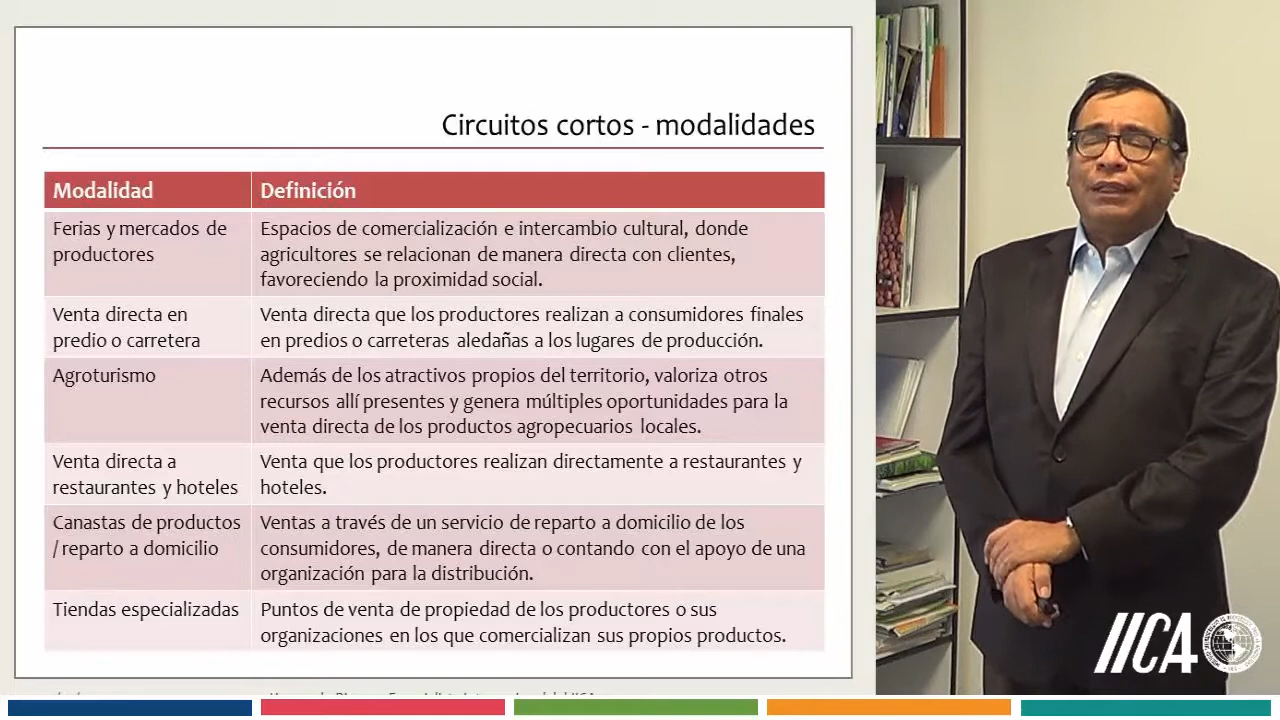 Circuitos cortos - modalidades
Modalidad
Definición
Ferias y mercados de
productores
Espacios de comercialización e intercambio cultural, donde
agricultores se relacionan de manera directa con clientes,
favoreciendo la proximidad social.
Venta directa en
predio o carretera
Venta directa que los productores realizan a consumidores finales
en predios o carreteras aledañas a los lugares de producción.
Agroturismo
Además de los atractivos propios del territorio, valoriza otros
recursos allí presentes y genera múltiples oportunidades para la
venta directa de los productos agropecuarios locales.
Venta directa a
restaurantes y hoteles
Venta que los productores realizan directamente a restaurantes y
hoteles.
Canastas de productos
/ reparto a domicilio
Ventas a través de un servicio de reparto a domicilio de los
consumidores, de manera directa o contando con el apoyo de una
organización para la distribución.
Tiendas especializadas
Puntos de venta de propiedad de los productores o sus
organizaciones en los que comercializan sus propios productos.
IICA